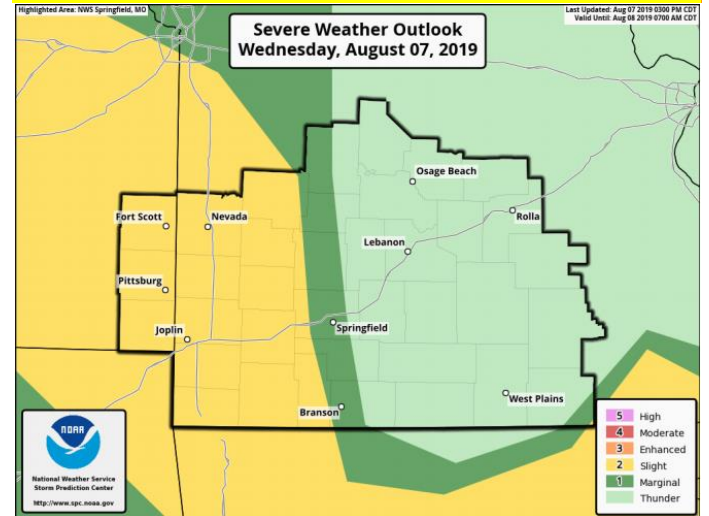 Highlighted Area: NWS Springfield, MO
Last Updated: Aug 07 2019 0300 PM CDT
Valid Until: Aug 08 2019 0700 AM CDT
Severe Weather Outlook
Wednesday, August 07, 2019
Osage Beach
Fort Scott
Nevada
Rolla
Lebanon
Pittsburg
Joplin
Springfield
Branson
West Plains
NOAA
National Weather Service
Storm Prediction Center
http://www.spc.noaa.gov
5 High
4 Moderate
3 Enhanced
2 Slight
1 Marginal
Thunder